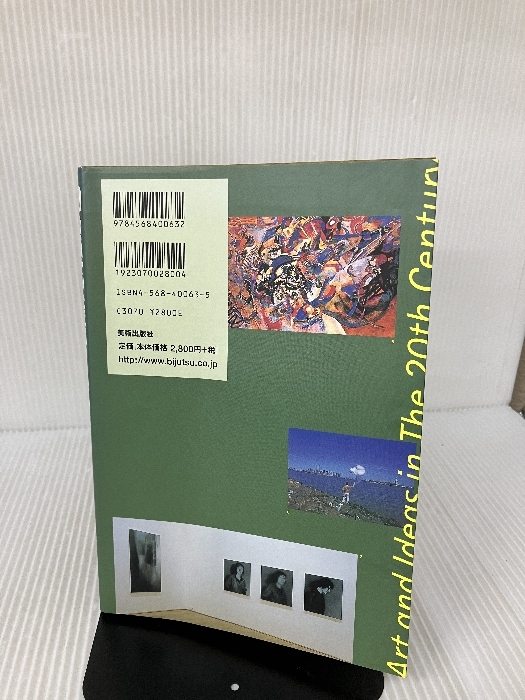 9784568400632
1923070028004
ISBN4-568-40063-5
C3070 ¥2800E
美術出版社
定価:本体価格 2,800円+税
http://www.bijutsu.co.jp
Art and Ideas in The 20th Century